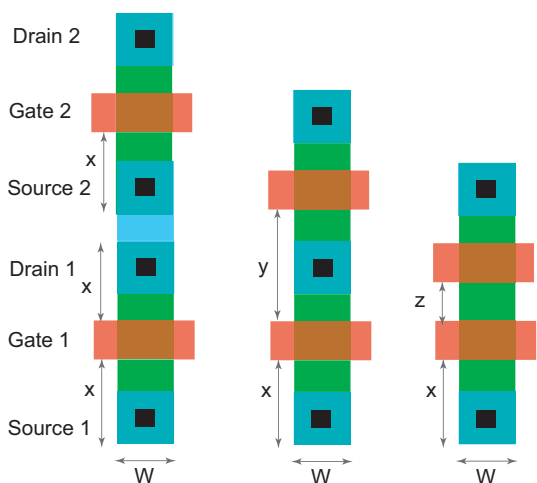 Drain 2
Gate 2
x
Source 2
Drain 1
x
Gate 1
x
Source 1
W
y
x
W
z
x
W